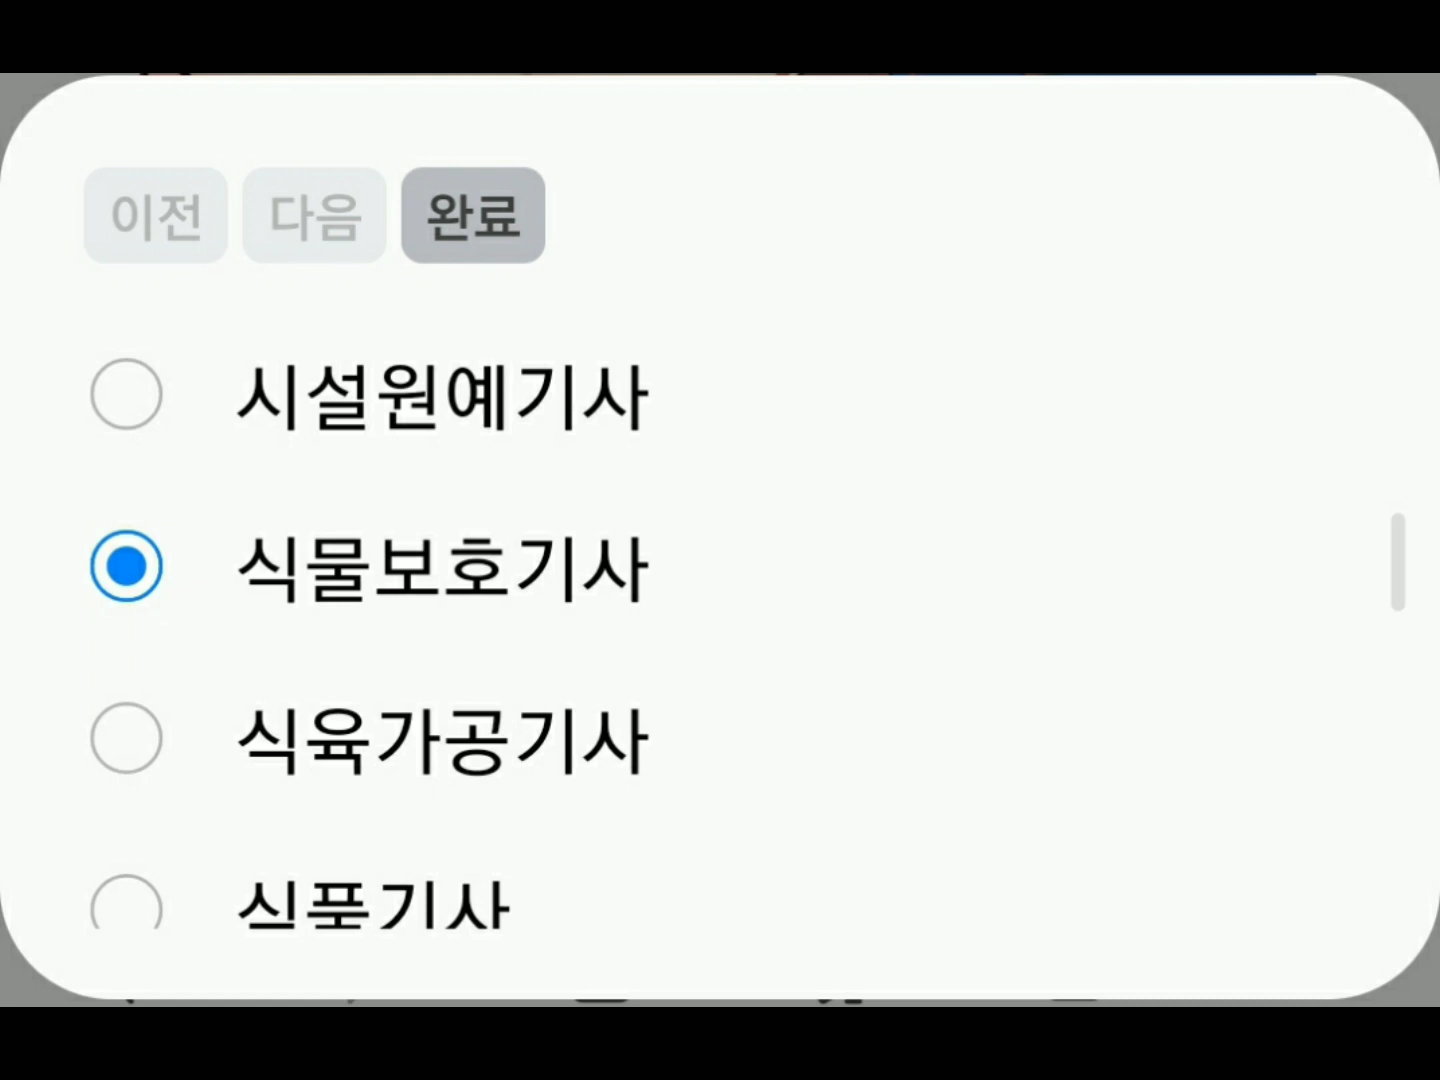 이전 다음 완료
시설원예기사
식물보호기사
식육가공기사
식품기사